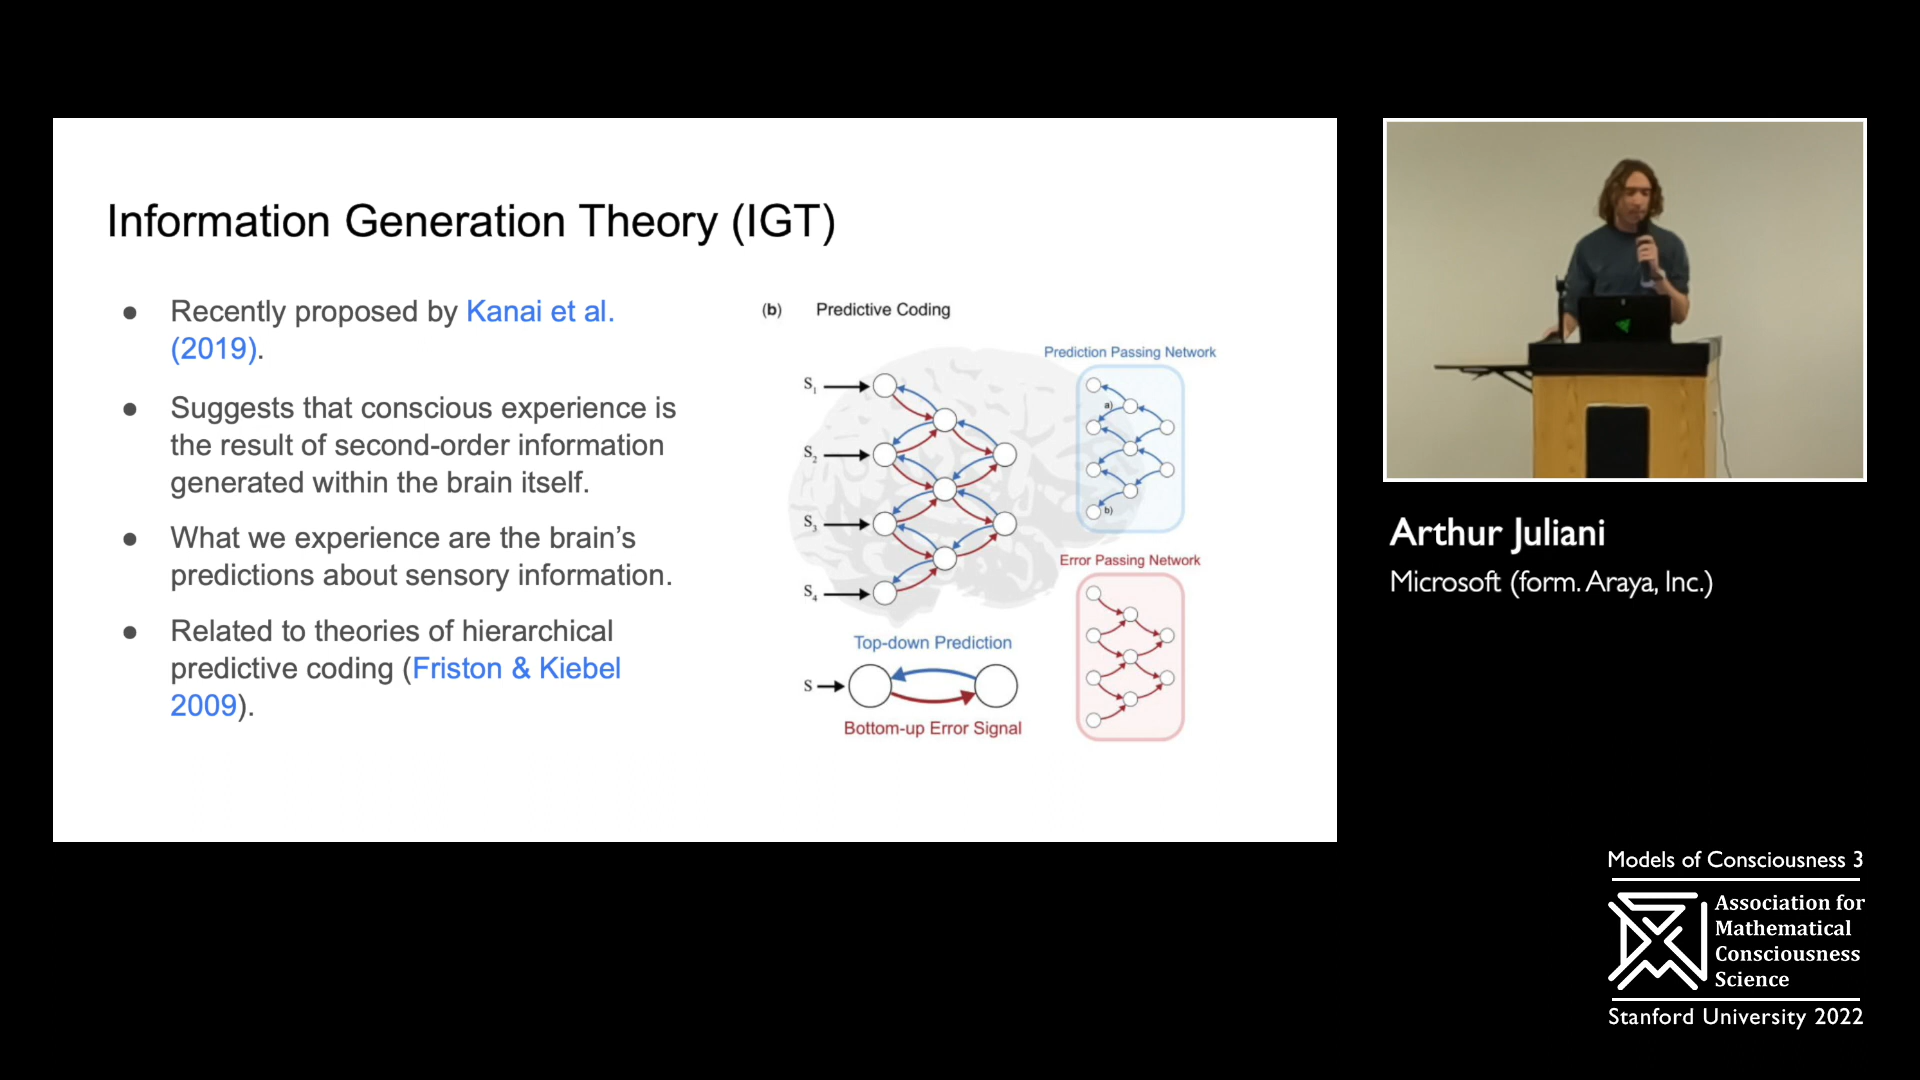 Information Generation Theory (IGT)
● Recently proposed by Kanai et al.
(2019).
● Suggests that conscious experience is
the result of second-order information
generated within the brain itself.
● What we experience are the brain’s
predictions about sensory information.
● Related to theories of hierarchical
predictive coding (Friston & Kiebel
2009).
(b) Predictive Coding
S1
S2
S3
S4
Top-down Prediction
S
Bottom-up Error Signal
Prediction Passing Network
a)
b)
Error Passing Network
Arthur Juliani
Microsoft (form. Araya, Inc.)
Models of Consciousness 3
Association for
Mathematical
Consciousness
Science
Stanford University 2022